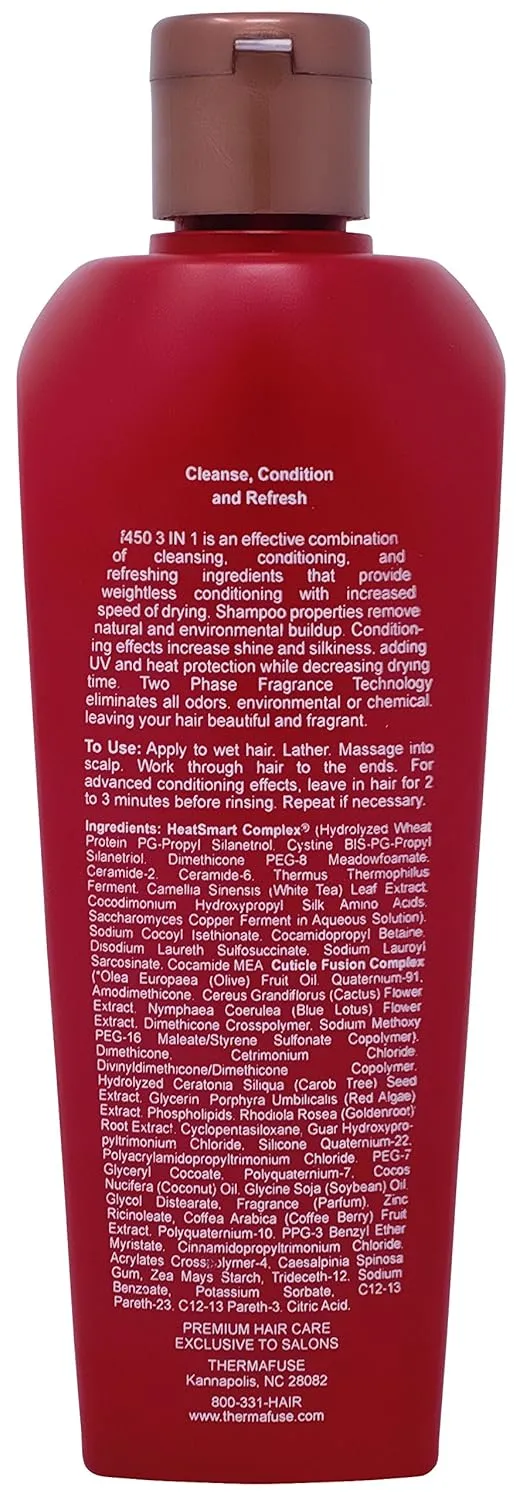 Cleanse, Condition
and Refresh
f450 3 IN 1 is an effective combination
of cleansing, conditioning, and
refreshing ingredients that provide
weightless conditioning with increased
speed of drying. Shampoo properties remove
natural and environmental buildup. Condition-
ing effects increase shine and silkiness. adding
UV and heat protection while decreasing drying
time. Two Phase Fragrance Technology
eliminates all odors. environmental or chemical.
leaving your hair beautiful and fragrant.
To Use: Apply to wet hair. Lather. Massage into
scalp. Work through hair to the ends. For
advanced conditioning effects, leave in hair for 2
to 3 minutes before rinsing. Repeat if necessary.
Ingredients: HeatSmart Complex® (Hydrolyzed Wheat
Protein PG-Propyl Silanetriol. Cystine BIS-PG-Propyl
Silanetriol. Dimethicone PEG-8 Meadowfoamate.
Ceramide-2. Ceramide-6. Thermus Thermophillus
Ferment. Camellia Sinensis (White Tea) Leaf Extract.
Cocodimonium Hydroxypropyl Silk Amino Acids.
Saccharomyces Copper Ferment in Aqueous Solution).
Sodium Cocoyl Isethionate. Cocamidopropyl Betaine.
Disodium Laureth Sulfosuccinate. Sodium Lauroyl
Sarcosinate. Cocamide MEA. Cuticle Fusion Complex
(*Olea Europaea (Olive) Fruit Oil. Quaternium-91.
Amodimethicone. Cereus Grandiflorus (Cactus) Flower
Extract. Nymphaea Coerulea (Blue Lotus) Flower
Extract. Dimethicone Crosspolymer. Sodium Methoxy
PEG-16 Maleate/Styrene Sulfonate Copolymer).
Dimethicone. Cetrimonium Chloride.
Divinyldimethicone/Dimethicone Copolymer.
Hydrolyzed Ceratonia Siliqua (Carob Tree) Seed
Extract. Glycerin Porphyra Umbilicalis (Red Algae)
Extract. Phospholipids. Rhodiola Rosea (Goldenroot)
Root Extract. Cyclopentasiloxane, Guar Hydroxypro-
pyltrimonium Chloride, Silicone Quaternium-22.
Polyacrylamidopropyltrimonium Chloride. PEG-7
Glyceryl Cocoate, Polyquaternium-7. Cocos
Nucifera (Coconut) Oil. Glycine Soja (Soybean) Oil.
Glycol Distearate, Fragrance (Parfum). Zinc
Ricinoleate, Coffea Arabica (Coffee Berry) Fruit
Extract. Polyquaternium-10. PPG-3 Benzyl Ether
Myristate. Cinnamidopropyltrimonium Chloride.
Acrylates Crosspolymer-4. Caesalpinia Spinosa
Gum, Zea Mays Starch, Trideceth-12. Sodium
Benzoate, Potassium Sorbate, C12-13
Pareth-23. C12-13 Pareth-3. Citric Acid.
PREMIUM HAIR CARE
EXCLUSIVE TO SALONS
THERMAFUSE
Kannapolis, NC 28082
800-331-HAIR
www.thermafuse.com